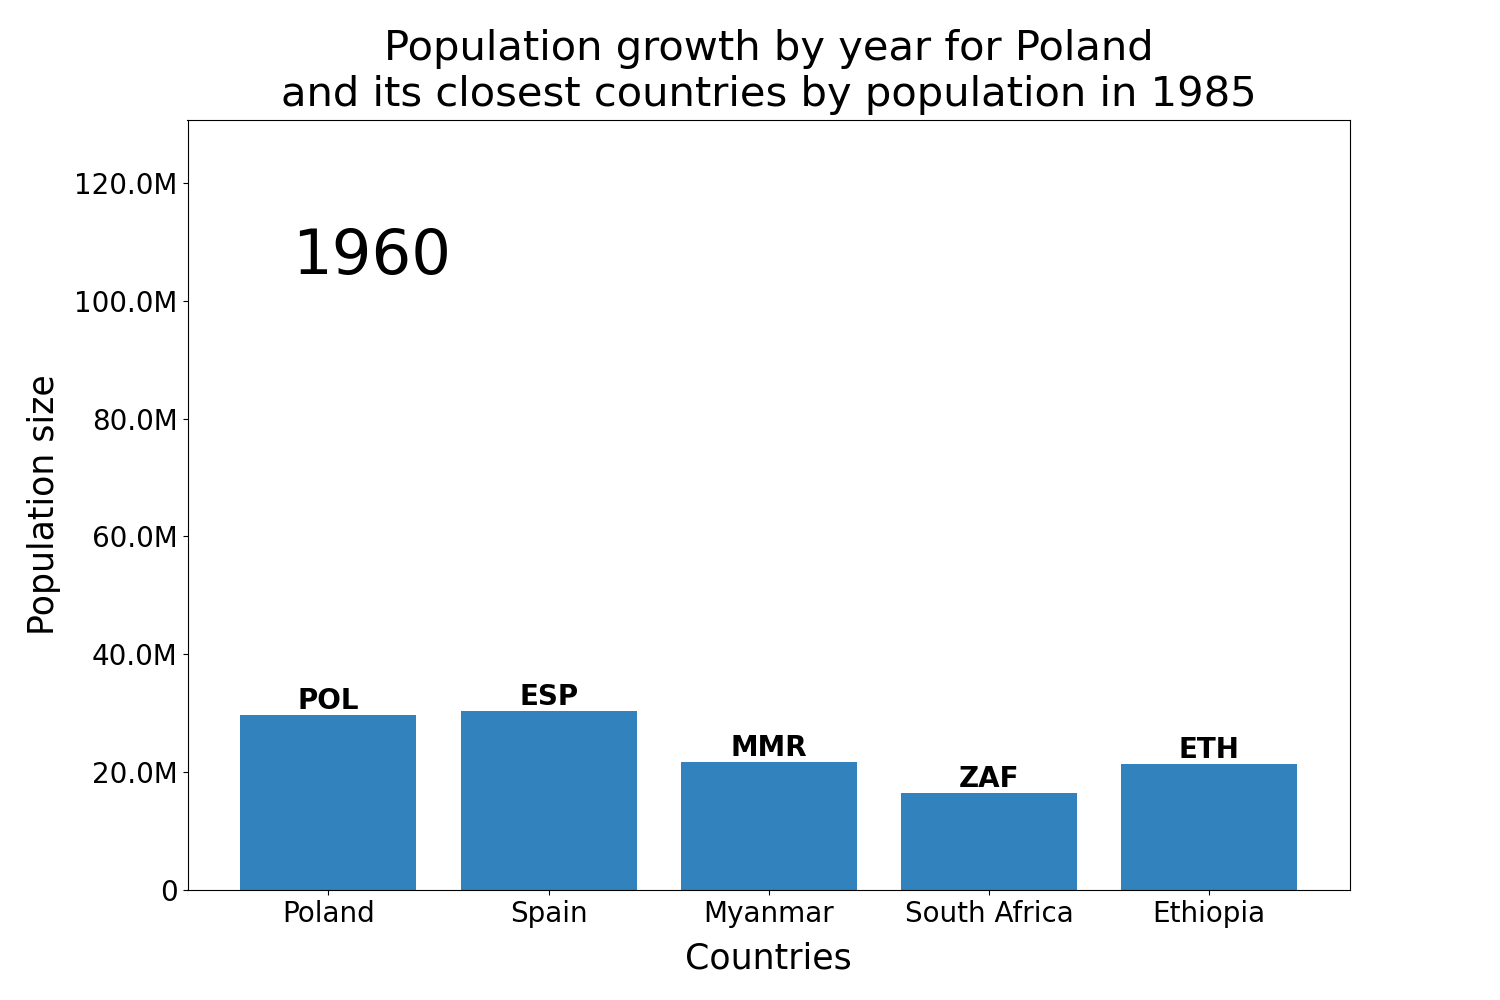 Population growth by year for Poland
and its closest countries by population in 1985
120.0M
100.0M
80.0M
60.0M
40.0M
20.0M
0
Population size
1960
POL
ESP
MMR
ZAF
ETH
Poland
Spain
Myanmar
South Africa
Ethiopia
Countries